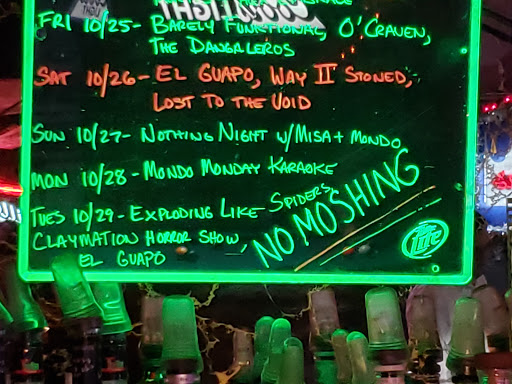 FRI 10/25- BARELY FUNKTIONAL, O'CRAVEN,
THE DANGALEROS
SAT 10/26- EL GUAPO, WAY II STONED,
LOST TO THE VOID
SUN 10/27- NOTHING NIGHT W/MISA + MONDO
MON 10/28- MONDO MONDAY KARAOKE
TUES 10/29- EXPLODING LIKE SPIDERS,
CLAYMATION HORROR SHOW,
EL GUAPO
NO MOSHING
Lite